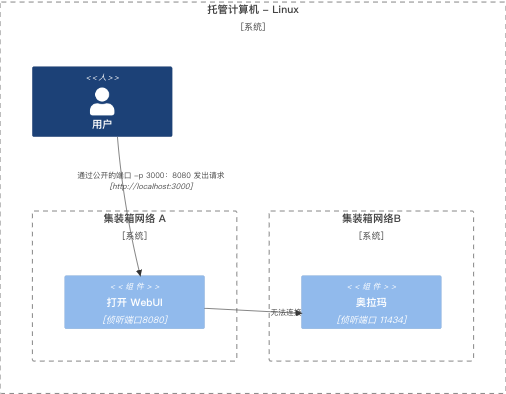 托管计算机 – Linux
[系统]
<<人>>
用户
通过公开的端口 -p 3000：8080 发出请求
[http://localhost:3000]
集装箱网络 A
[系统]
集装箱网络B
[系统]
<<组件>>
打开 WebUI
[侦听端口8080]
无法连接
<<组件>>
奥拉玛
[侦听端口 11434]